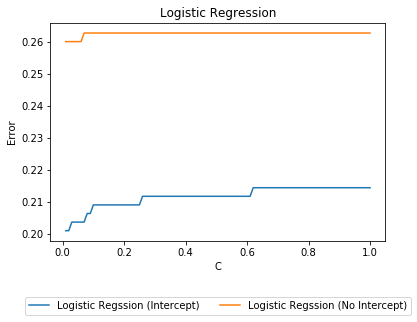 Logistic Regression
0.26
0.25
0.24
0.23
0.22
0.21
0.20
Error
0.0 0.2 0.4 0.6 0.8 1.0
C
Logistic Regssion (Intercept) Logistic Regssion (No Intercept)